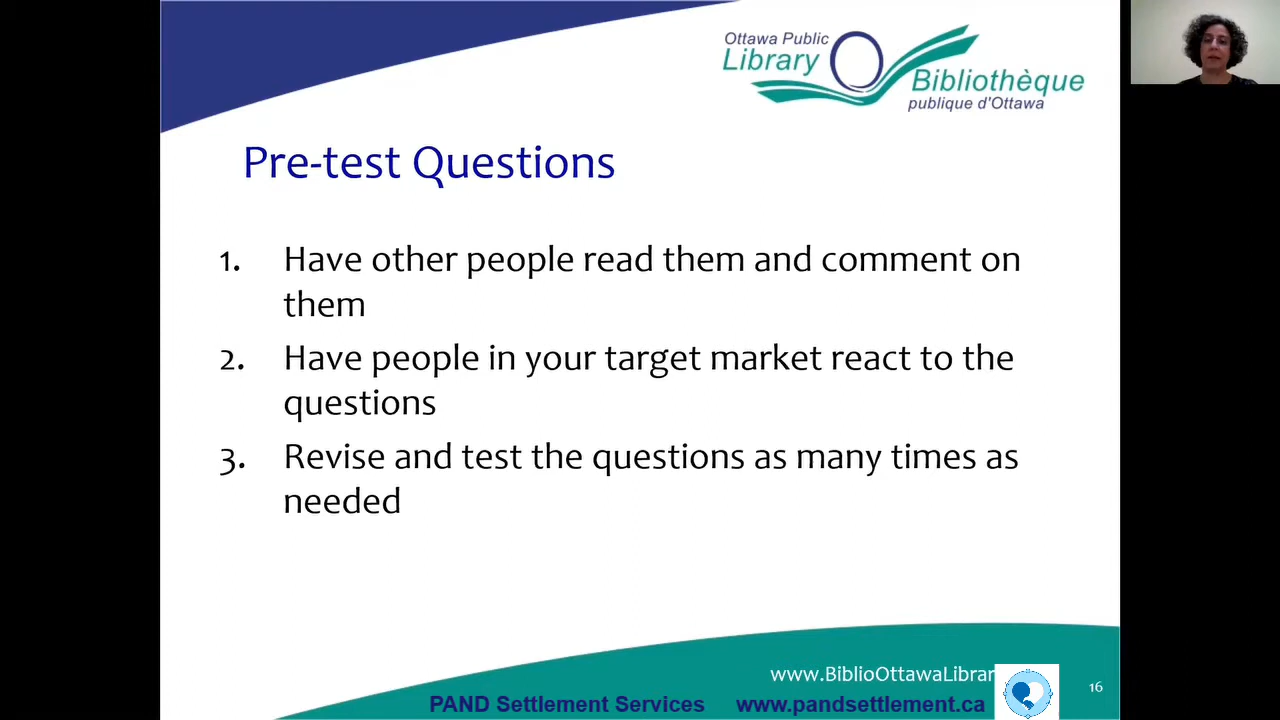 Ottawa Public
Library
Bibliothèque
publique d'Ottawa
Pre-test Questions
1. Have other people read them and comment on
them
2. Have people in your target market react to the
questions
3. Revise and test the questions as many times as
needed
www.BiblioOttawaLibrar
16
PAND Settlement Services www.pandsettlement.ca